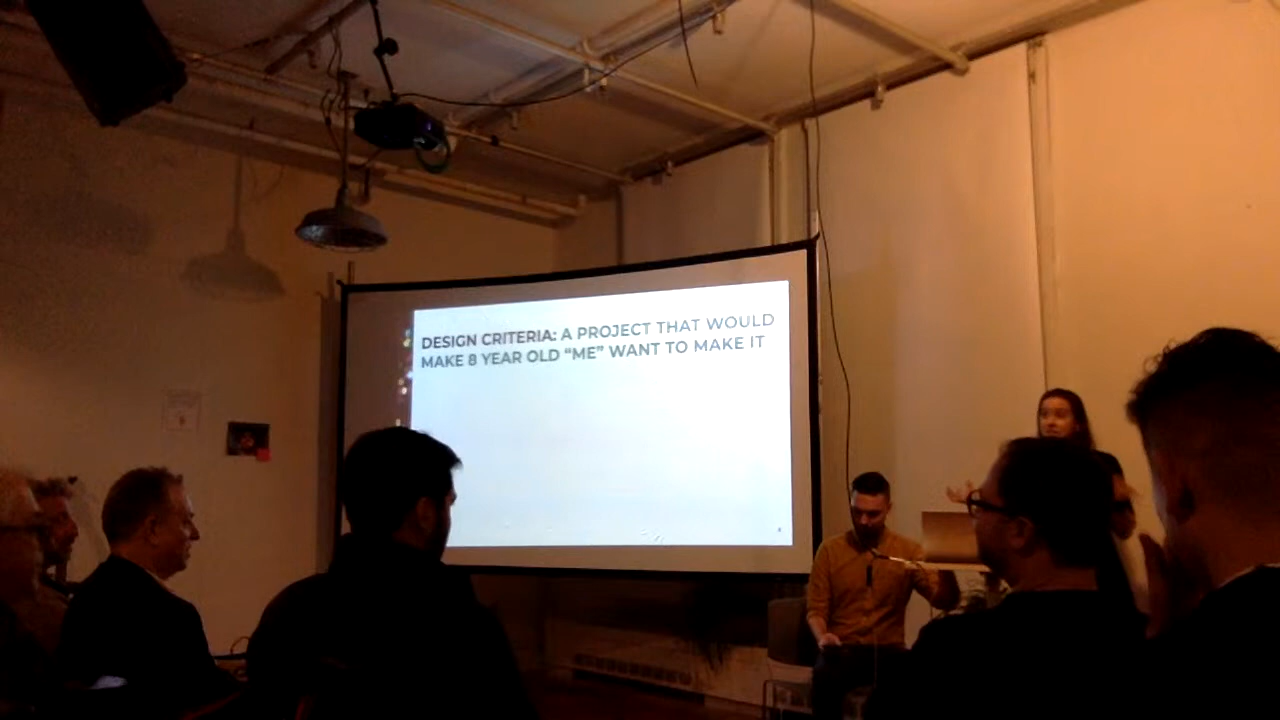 DESIGN CRITERIA: A PROJECT THAT WOULD
MAKE 8 YEAR OLD “ME” WANT TO MAKE IT